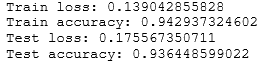 Train loss: 0.139042855828
Train accuracy: 0.942937324602
Test loss: 0.175567350711
Test accuracy: 0.936448599022